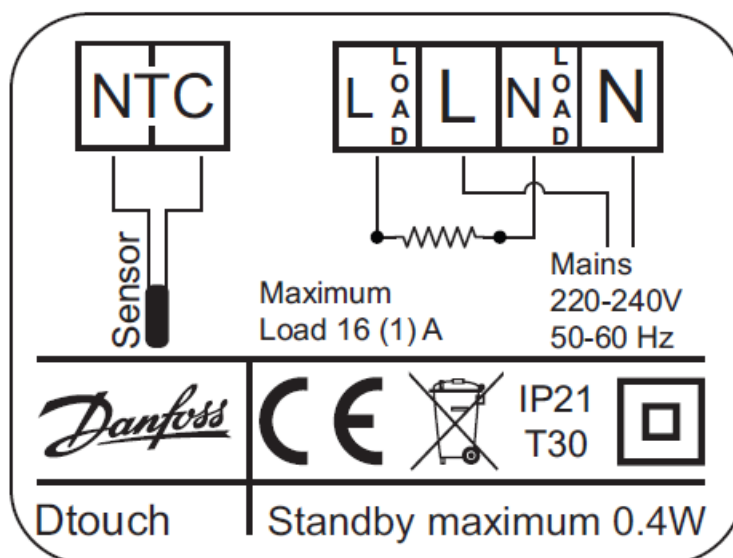 NTC
L LOAD L N LOAD N
Sensor
Maximum
Load 16 (1) A
Mains
220-240V
50-60 Hz
Danfoss
CE
IP21
T30
Dtouch
Standby maximum 0.4W